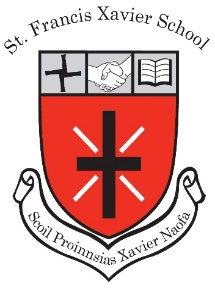 St. Francis Xavier School
Scoil Proinnsias Xavier Naofa